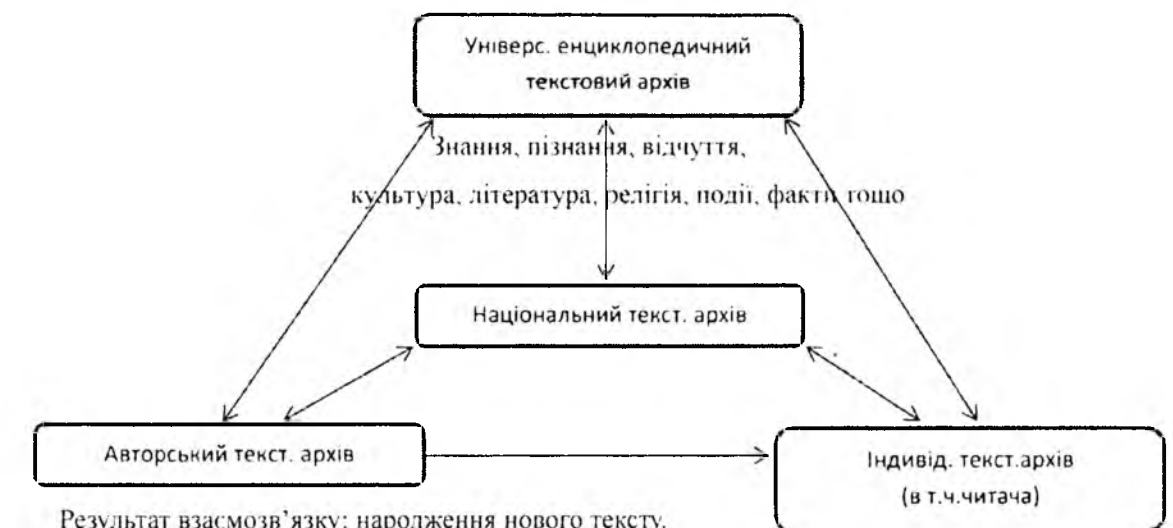 Універс. енциклопедичний
текстовий архів
Знання, пізнання, відчуття,
культура, література, релігія, події, факти тощо
Національний текст. архів
Авторський текст. архів
Індивід. текст.архів
(в т.ч.читача)
Результат взаємозв'язку: народження нового тексту.